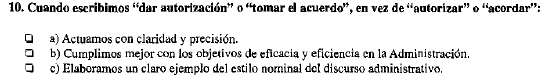 10. Cuando escribimos “dar autorización” o “tomar el acuerdo”, en vez de “autorizar” o “acordar”:
❑ a) Actuamos con claridad y precisión.
❑ b) Cumplimos mejor con los objetivos de eficacia y eficiencia en la Administración.
❑ c) Elaboramos un claro ejemplo del estilo nominal del discurso administrativo.